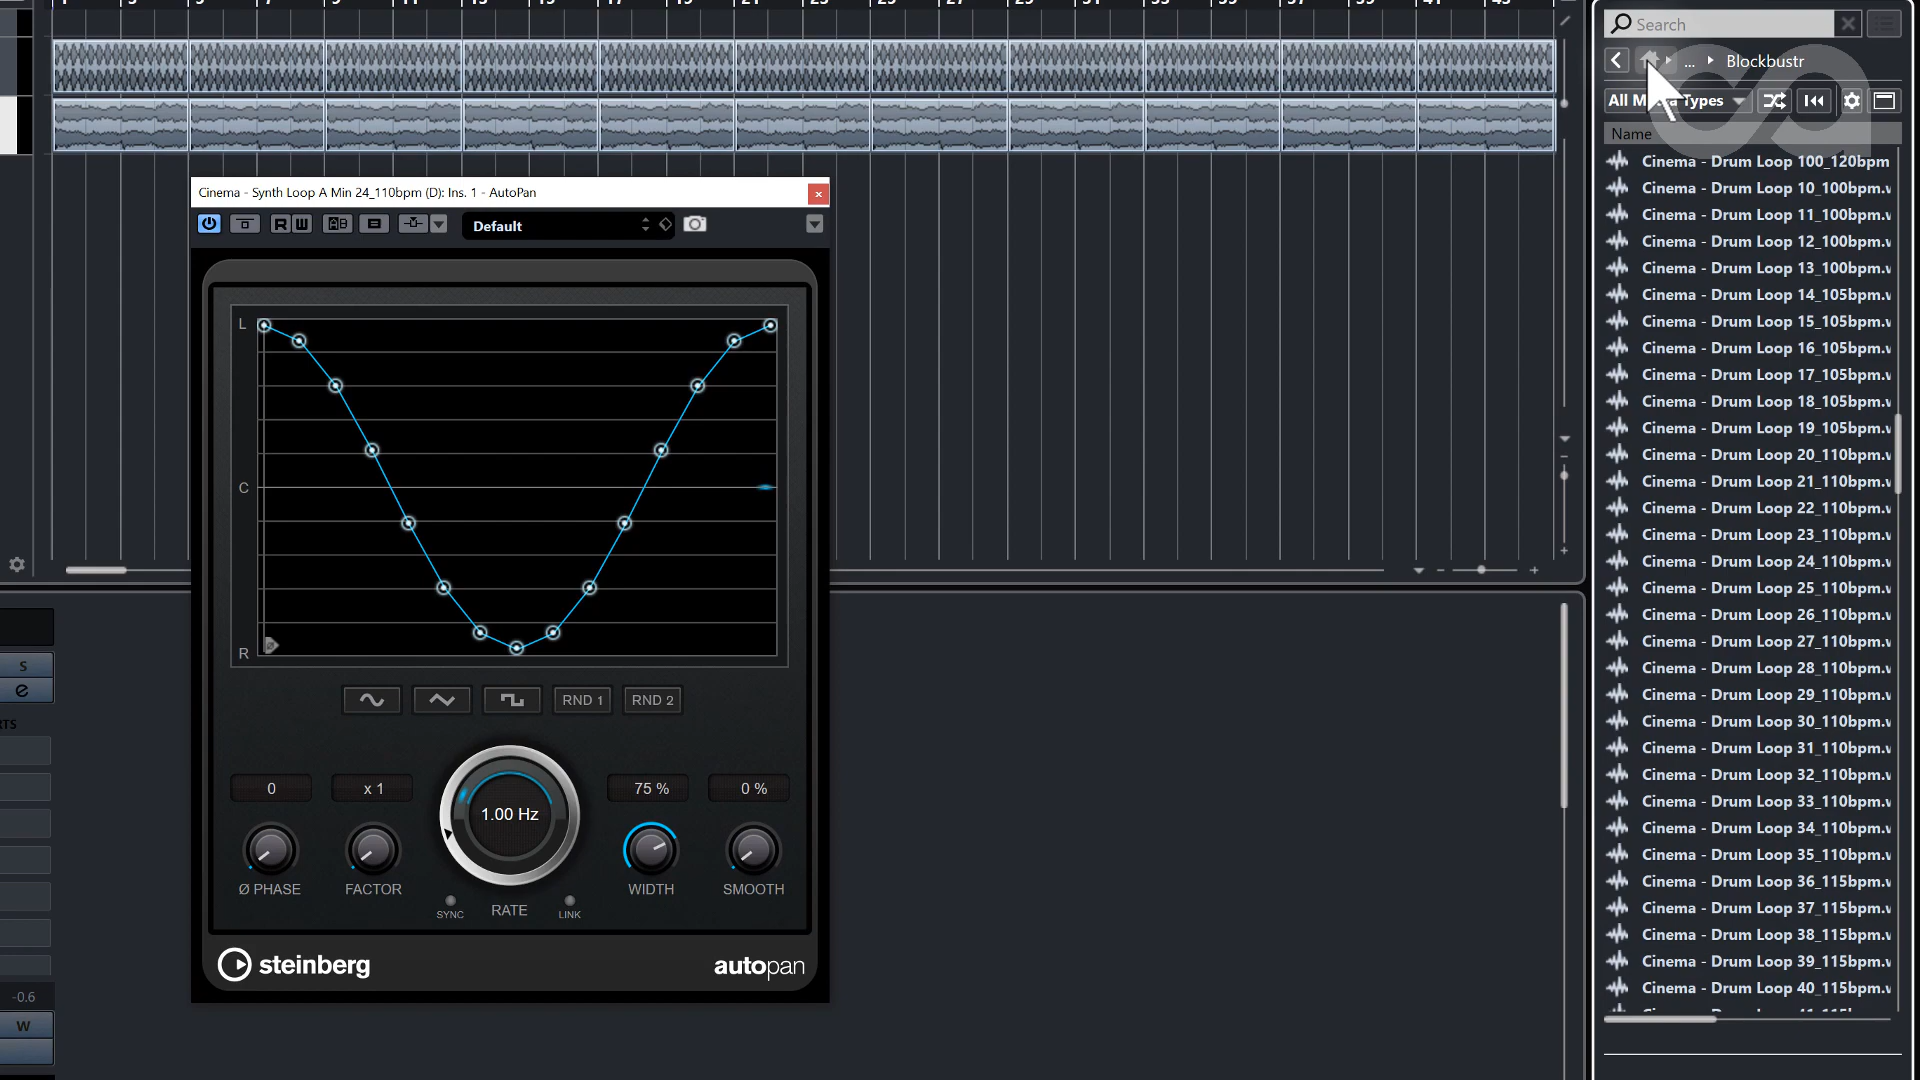 Search
... Blockbustr
All M Types
Name
Cinema - Drum Loop 100_120bpm
Cinema - Drum Loop 10_100bpm.
Cinema - Drum Loop 11_100bpm.
Cinema - Drum Loop 12_100bpm.
Cinema - Drum Loop 13_100bpm.
Cinema - Drum Loop 14_105bpm.
Cinema - Drum Loop 15_105bpm.
Cinema - Drum Loop 16_105bpm.
Cinema - Drum Loop 17_105bpm.
Cinema - Drum Loop 18_105bpm.
Cinema - Drum Loop 19_105bpm.
Cinema - Drum Loop 20_110bpm.
Cinema - Drum Loop 21_110bpm.
Cinema - Drum Loop 22_110bpm.
Cinema - Drum Loop 23_110bpm.
Cinema - Drum Loop 24_110bpm.
Cinema - Drum Loop 25_110bpm.
Cinema - Drum Loop 26_110bpm.
Cinema - Drum Loop 27_110bpm.
Cinema - Drum Loop 28_110bpm.
Cinema - Drum Loop 29_110bpm.
Cinema - Drum Loop 30_110bpm.
Cinema - Drum Loop 31_110bpm.
Cinema - Drum Loop 32_110bpm.
Cinema - Drum Loop 33_110bpm.
Cinema - Drum Loop 34_110bpm.
Cinema - Drum Loop 35_110bpm.
Cinema - Drum Loop 36_115bpm.
Cinema - Drum Loop 37_115bpm.
Cinema - Drum Loop 38_115bpm.
Cinema - Drum Loop 39_115bpm.
Cinema - Drum Loop 40_115bpm.
Cinema - Synth Loop A Min 24_110bpm (D): Ins. 1 - AutoPan
R W
Default
L
C
R
RND 1 RND 2
0 x 1 1.00 Hz 75 % 0 %
Ø PHASE FACTOR RATE WIDTH SMOOTH
SYNC LINK
steinberg autopan
S
e
RTS
-0.6
W